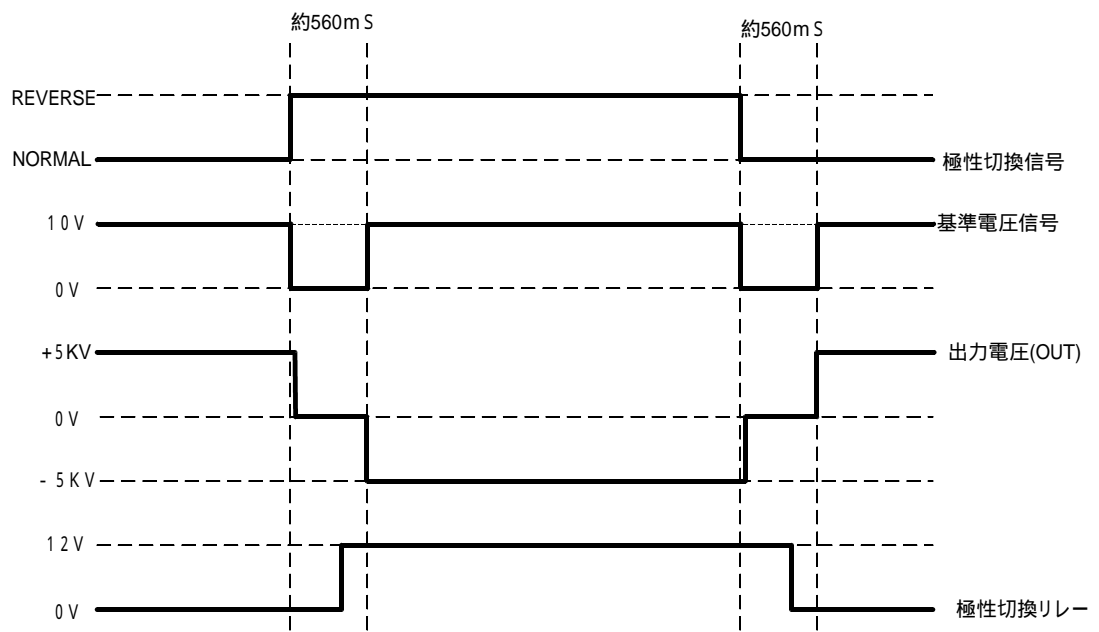 約560mS
約560mS
REVERSE
NORMAL
極性切換信号
10V
基準電圧信号
0V
+5KV
出力電圧(OUT)
0V
-5KV
12V
0V
極性切換リレー